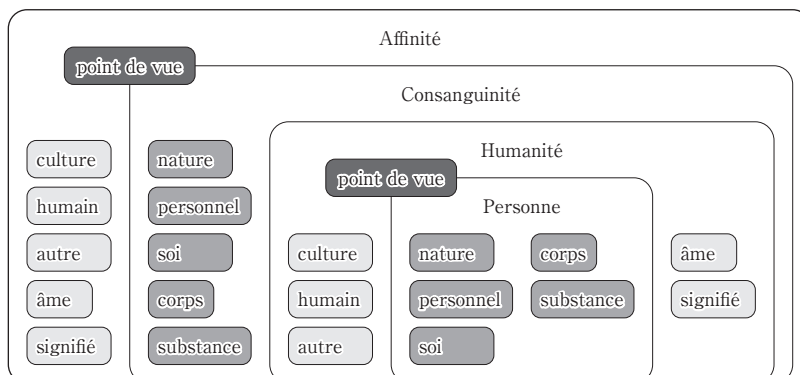 Affinité
point de vue
Consanguinité
Humanité
point de vue
Personne
culture
nature
humain
personnel
autre
soi
âme
corps
signifié
substance
culture
nature
corps
âme
humain
personnel
substance
signifié
autre
soi